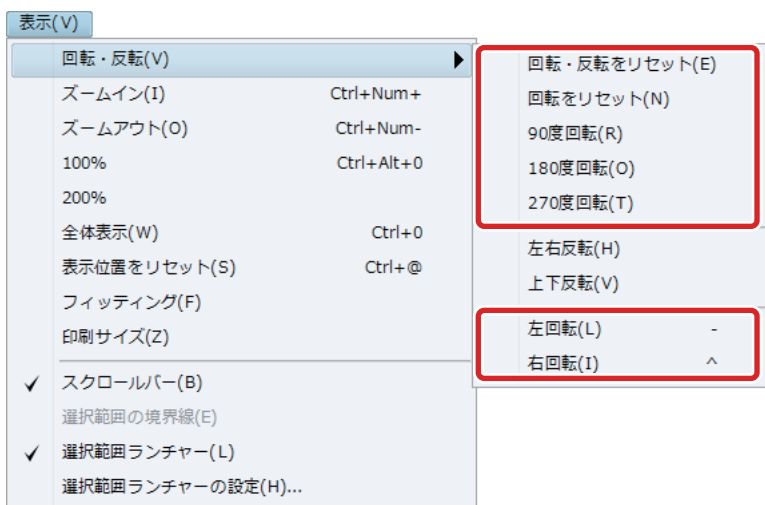 表示(V)
回転・反転(V)
ズームイン(I) Ctrl+Num+
ズームアウト(O) Ctrl+Num-
100% Ctrl+Alt+0
200%
全体表示(W) Ctrl+0
表示位置をリセット(S) Ctrl+@
フィッティング(F)
印刷サイズ(Z)
スクロールバー(B)
選択範囲の境界線(E)
選択範囲ランチャー(L)
選択範囲ランチャーの設定(H)...
回転・反転をリセット(E)
回転をリセット(N)
90度回転(R)
180度回転(O)
270度回転(T)
左右反転(H)
上下反転(V)
左回転(L) -
右回転(I) ^